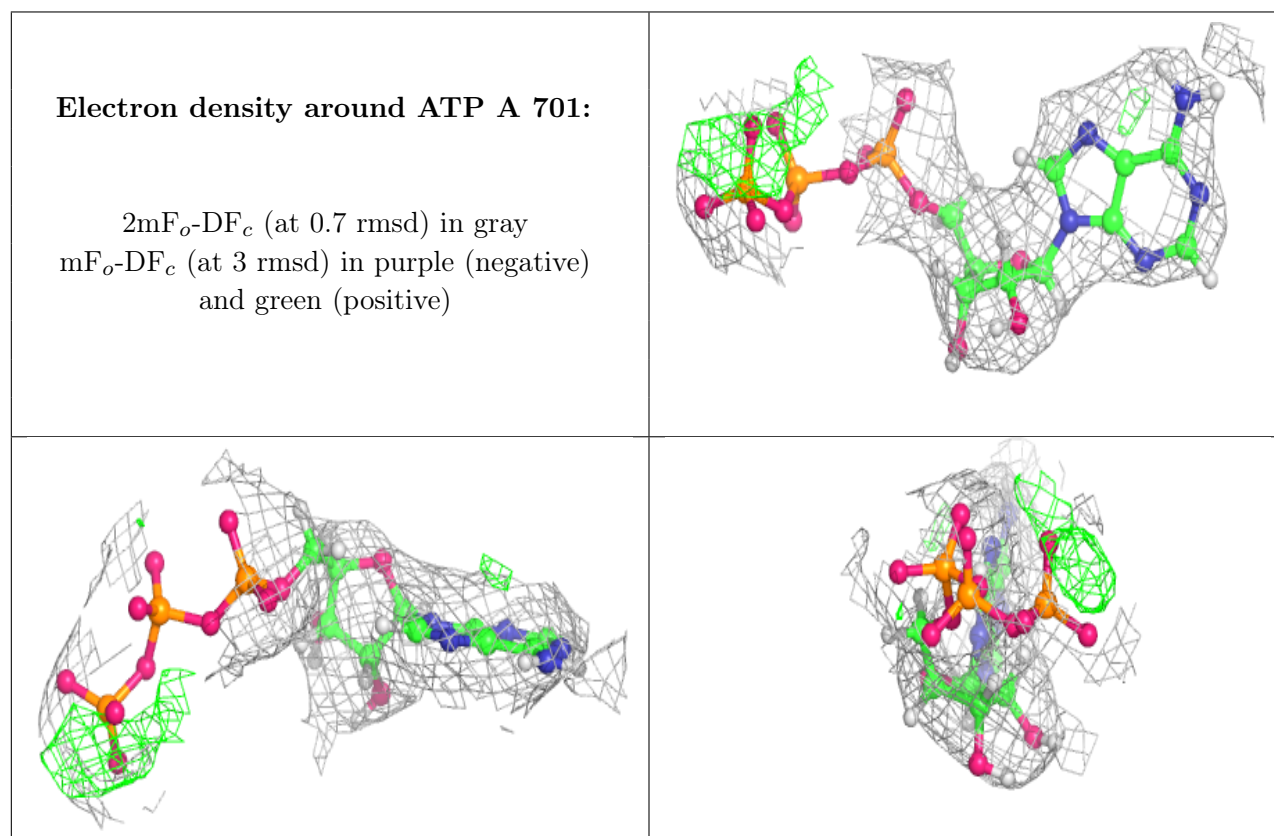 Electron density around ATP A 701:
2mFo-DFc (at 0.7 rmsd) in gray
mFo-DFc (at 3 rmsd) in purple (negative)
and green (positive)